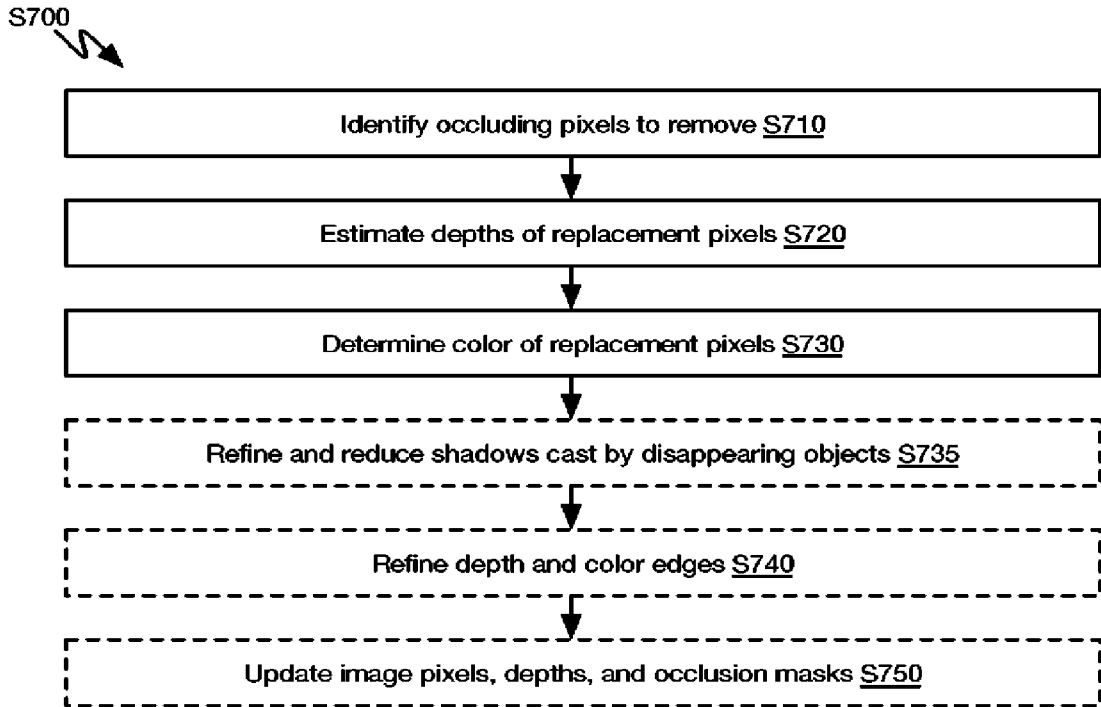 S700
Identify occluding pixels to remove S710
Estimate depths of replacement pixels S720
Determine color of replacement pixels S730
Refine and reduce shadows cast by disappearing objects S735
Refine depth and color edges S740
Update image pixels, depths, and occlusion masks S750